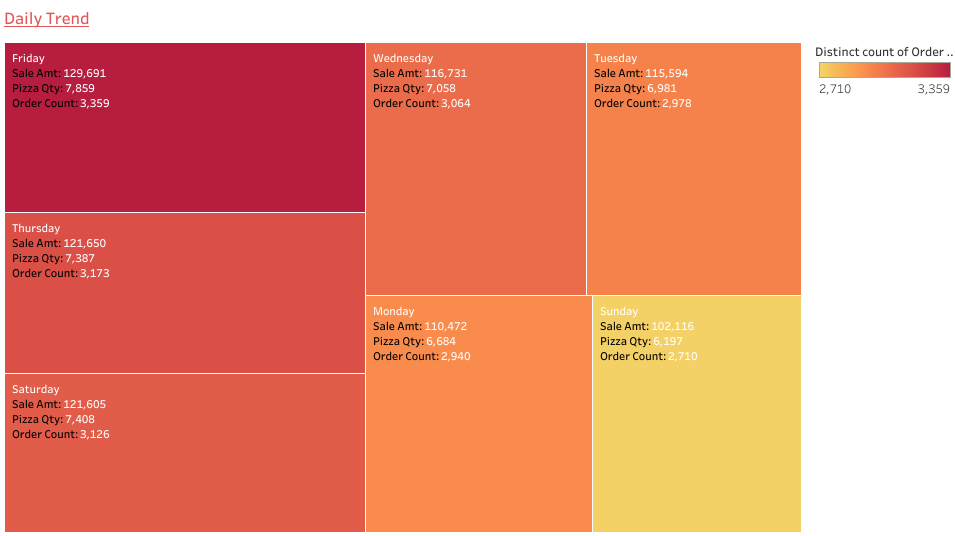 Daily Trend
Friday
Sale Amt: 129,691
Pizza Qty: 7,859
Order Count: 3,359
Thursday
Sale Amt: 121,650
Pizza Qty: 7,387
Order Count: 3,173
Saturday
Sale Amt: 121,605
Pizza Qty: 7,408
Order Count: 3,126
Wednesday
Sale Amt: 116,731
Pizza Qty: 7,058
Order Count: 3,064
Tuesday
Sale Amt: 115,594
Pizza Qty: 6,981
Order Count: 2,978
Monday
Sale Amt: 110,472
Pizza Qty: 6,684
Order Count: 2,940
Sunday
Sale Amt: 102,116
Pizza Qty: 6,197
Order Count: 2,710
Distinct count of Order ..
2,710 3,359